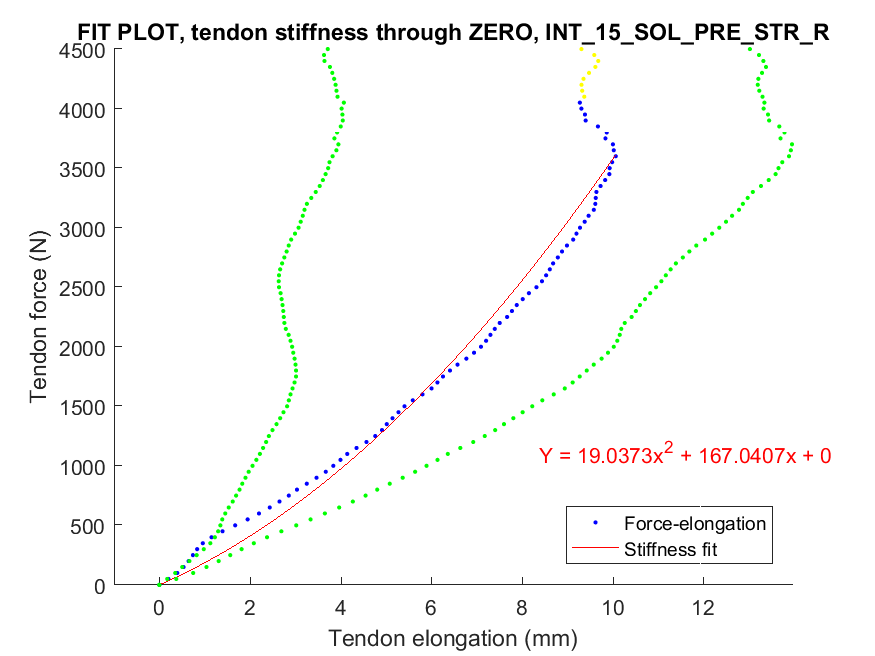 FIT PLOT, tendon stiffness through ZERO, INT_15_SOL_PRE_STR_R
4500
4000
3500
3000
2500
2000
1500
1000
500
0
Tendon force (N)
Y = 19.0373x² + 167.0407x + 0
Force-elongation
Stiffness fit
0 2 4 6 8 10 12
Tendon elongation (mm)